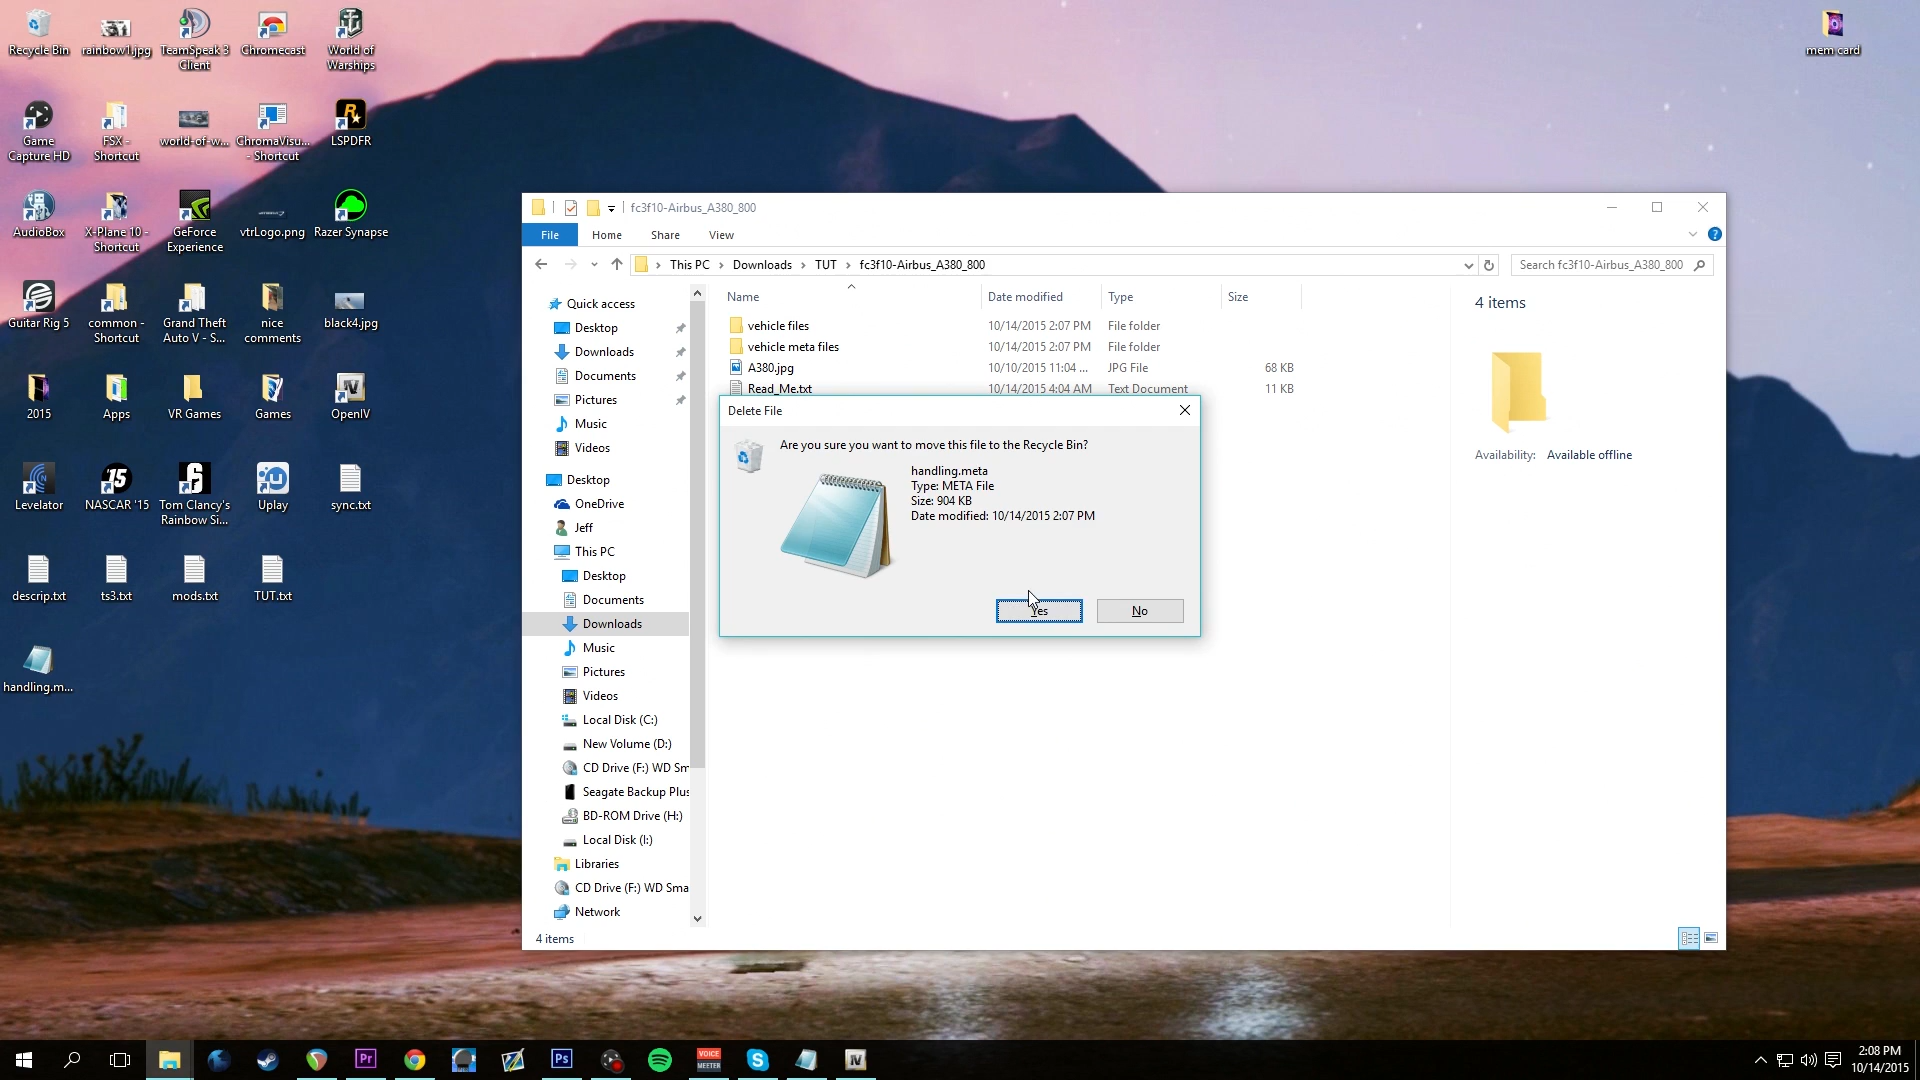 Recycle Bin
rainbow1.jpg
TeamSpeak 3
Client
Chromecast
World of
Warships
mem card
Game
Capture HD
FSX -
Shortcut
world-of-w...
ChromaVisu...
- Shortcut
LSPDFR
AudioBox
X-Plane 10 -
Shortcut
GeForce
Experience
vtrLogo.png
Razer Synapse
Guitar Rig 5
common -
Shortcut
Grand Theft
Auto V - S...
nice
comments
black4.jpg
2015
Apps
VR Games
Games
OpenIV
Levelator
NASCAR '15
Tom Clancy's
Rainbow Si...
Uplay
sync.txt
descrip.txt
ts3.txt
mods.txt
TUT.txt
handling.m...
fc3f10-Airbus_A380_800
File
Home
Share
View
This PC
Downloads
TUT
fc3f10-Airbus_A380_800
Search fc3f10-Airbus_A380_800
Quick access
Desktop
Downloads
Documents
Pictures
Music
Videos
Desktop
OneDrive
Jeff
This PC
Desktop
Documents
Downloads
Music
Pictures
Videos
Local Disk (C:)
New Volume (D:)
CD Drive (F:) WD Sm
Seagate Backup Plus
BD-ROM Drive (H:)
Local Disk (I:)
Libraries
CD Drive (F:) WD Sma
Network
Name Date modified Type Size
vehicle files 10/14/2015 2:07 PM File folder
vehicle meta files 10/14/2015 2:07 PM File folder
A380.jpg 10/10/2015 11:04 ... JPG File 68 KB
Read_Me.txt 10/14/2015 4:04 AM Text Document 11 KB
4 items
Availability: Available offline
Delete File
Are you sure you want to move this file to the Recycle Bin?
handling.meta
Type: META File
Size: 904 KB
Date modified: 10/14/2015 2:07 PM
Yes
No
4 items
Pr
Ps
VOICE
MEETER
IV
2:08 PM
10/14/2015